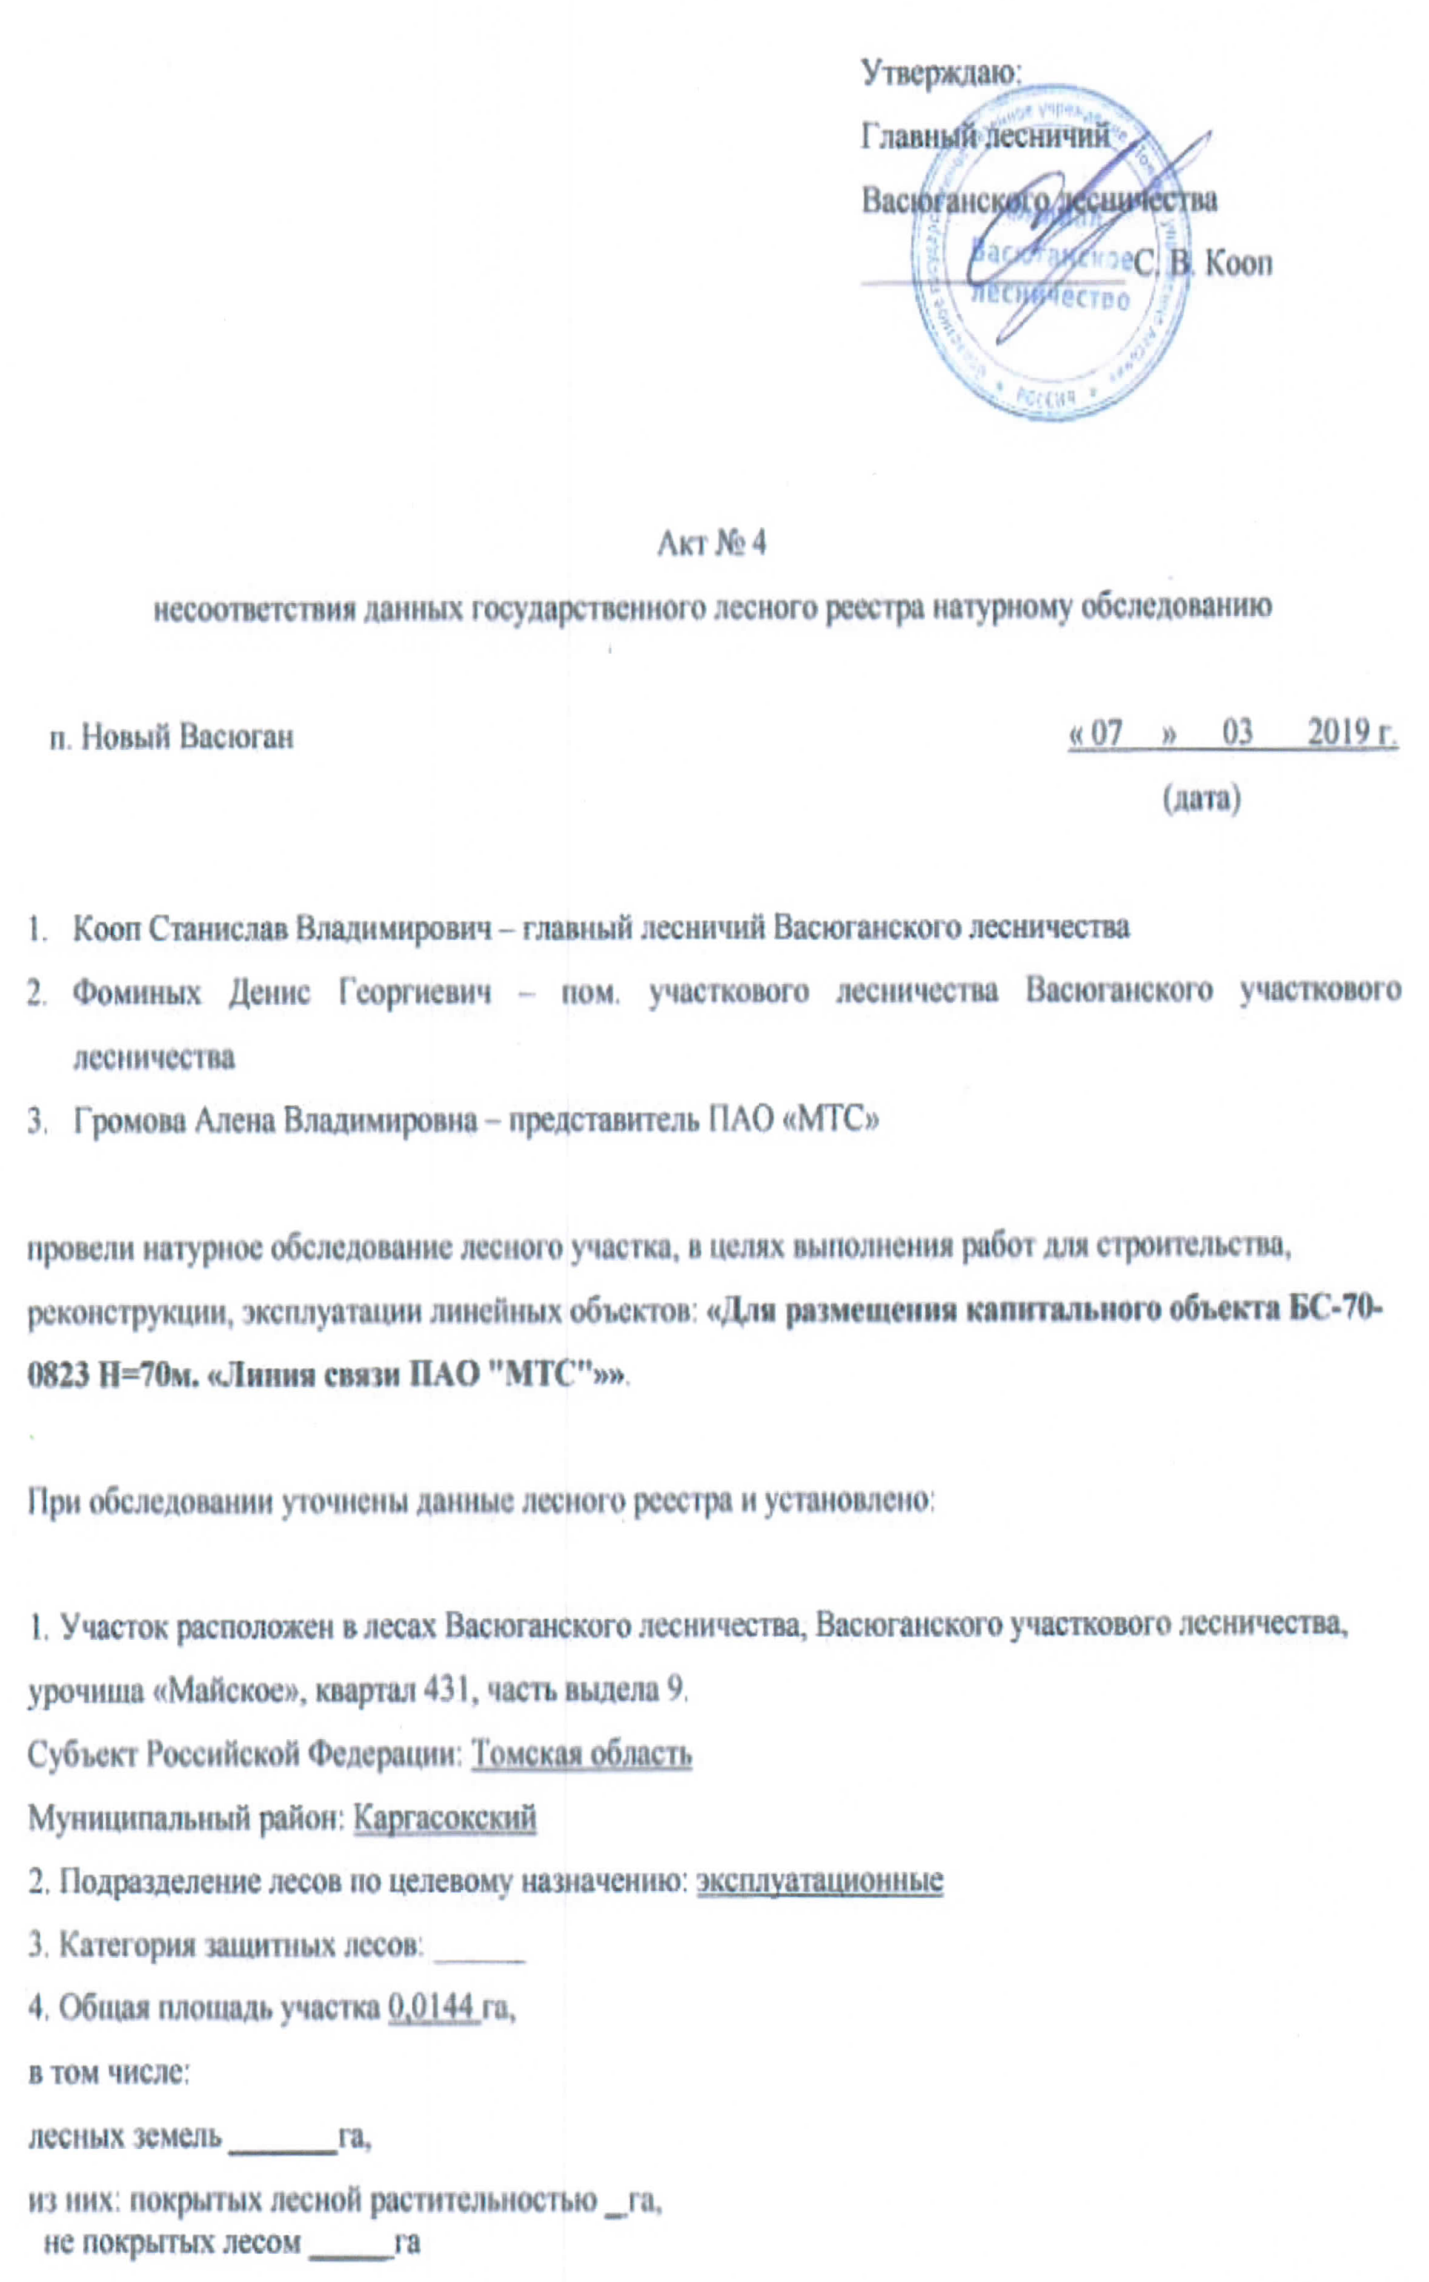 Утверждаю:
Главный лесничий
Васюганского лесничества
С. В. Кооп
Васюганское
лесничество
РОССИЯ
Акт № 4
несоответствия данных государственного лесного реестра натурному обследованию
п. Новый Васюган « 07 » 03 2019 г.
(дата)
1. Кооп Станислав Владимирович – главный лесничий Васюганского лесничества
2. Фоминых Денис Георгиевич – пом. участкового лесничества Васюганского участкового
лесничества
3. Громова Алена Владимировна – представитель ПАО «МТС»
провели натурное обследование лесного участка, в целях выполнения работ для строительства,
реконструкции, эксплуатации линейных объектов: «Для размещения капитального объекта БС-70-
0823 Н=70м. «Линия связи ПАО "МТС"»».
При обследовании уточнены данные лесного реестра и установлено:
1. Участок расположен в лесах Васюганского лесничества, Васюганского участкового лесничества,
урочища «Майское», квартал 431, часть выдела 9.
Субъект Российской Федерации: Томская область
Муниципальный район: Каргасокский
2. Подразделение лесов по целевому назначению: эксплуатационные
3. Категория защитных лесов: ______
4. Общая площадь участка 0,0144 га,
в том числе:
лесных земель _______га,
из них: покрытых лесной растительностью _га,
не покрытых лесом _____га